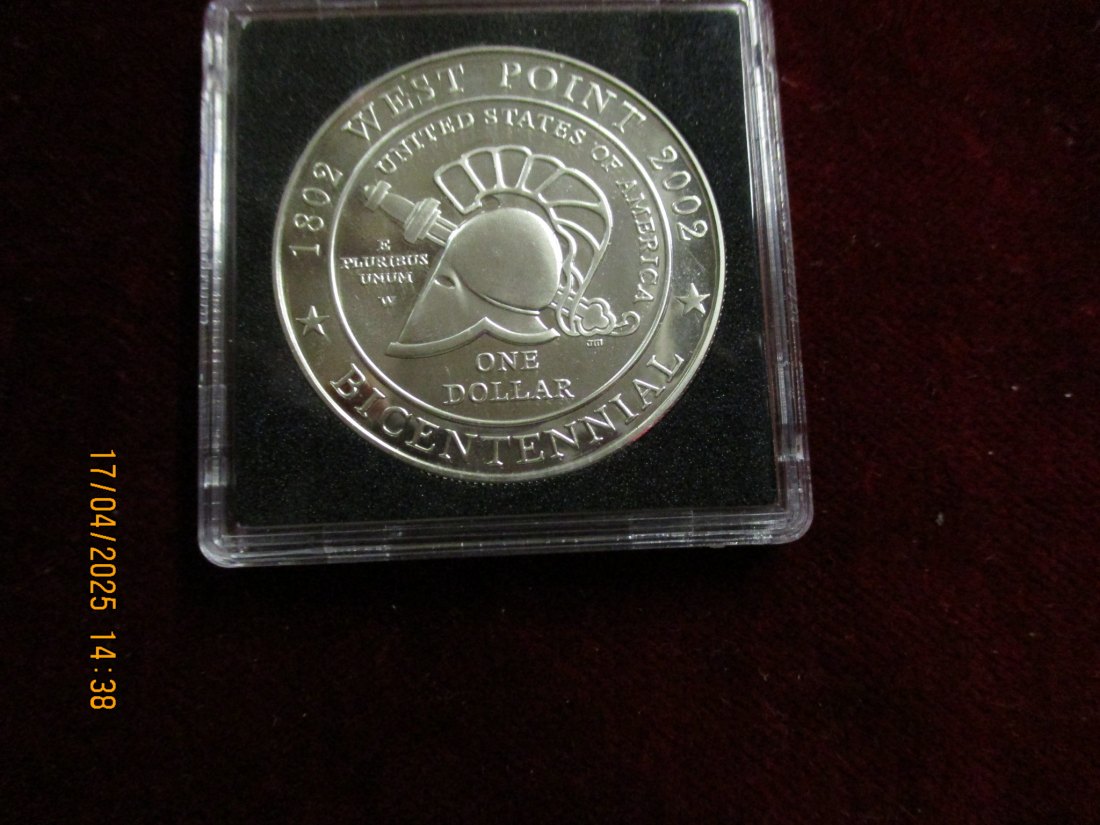 1802 WEST POINT 2002
UNITED STATES OF AMERICA
E
PLURIBUS
UNUM
W
ONE
DOLLAR
BICENTENNIAL
17/04/2025 14:38